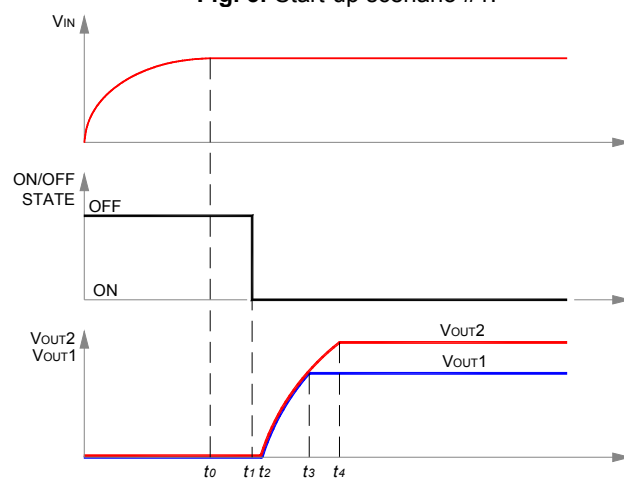 Fig. 5. Start-up scenario #1.
VIN
ON/OFF
STATE
OFF
ON
VOUT2
VOUT1
VOUT2
VOUT1
t0 t1 t2 t3 t4